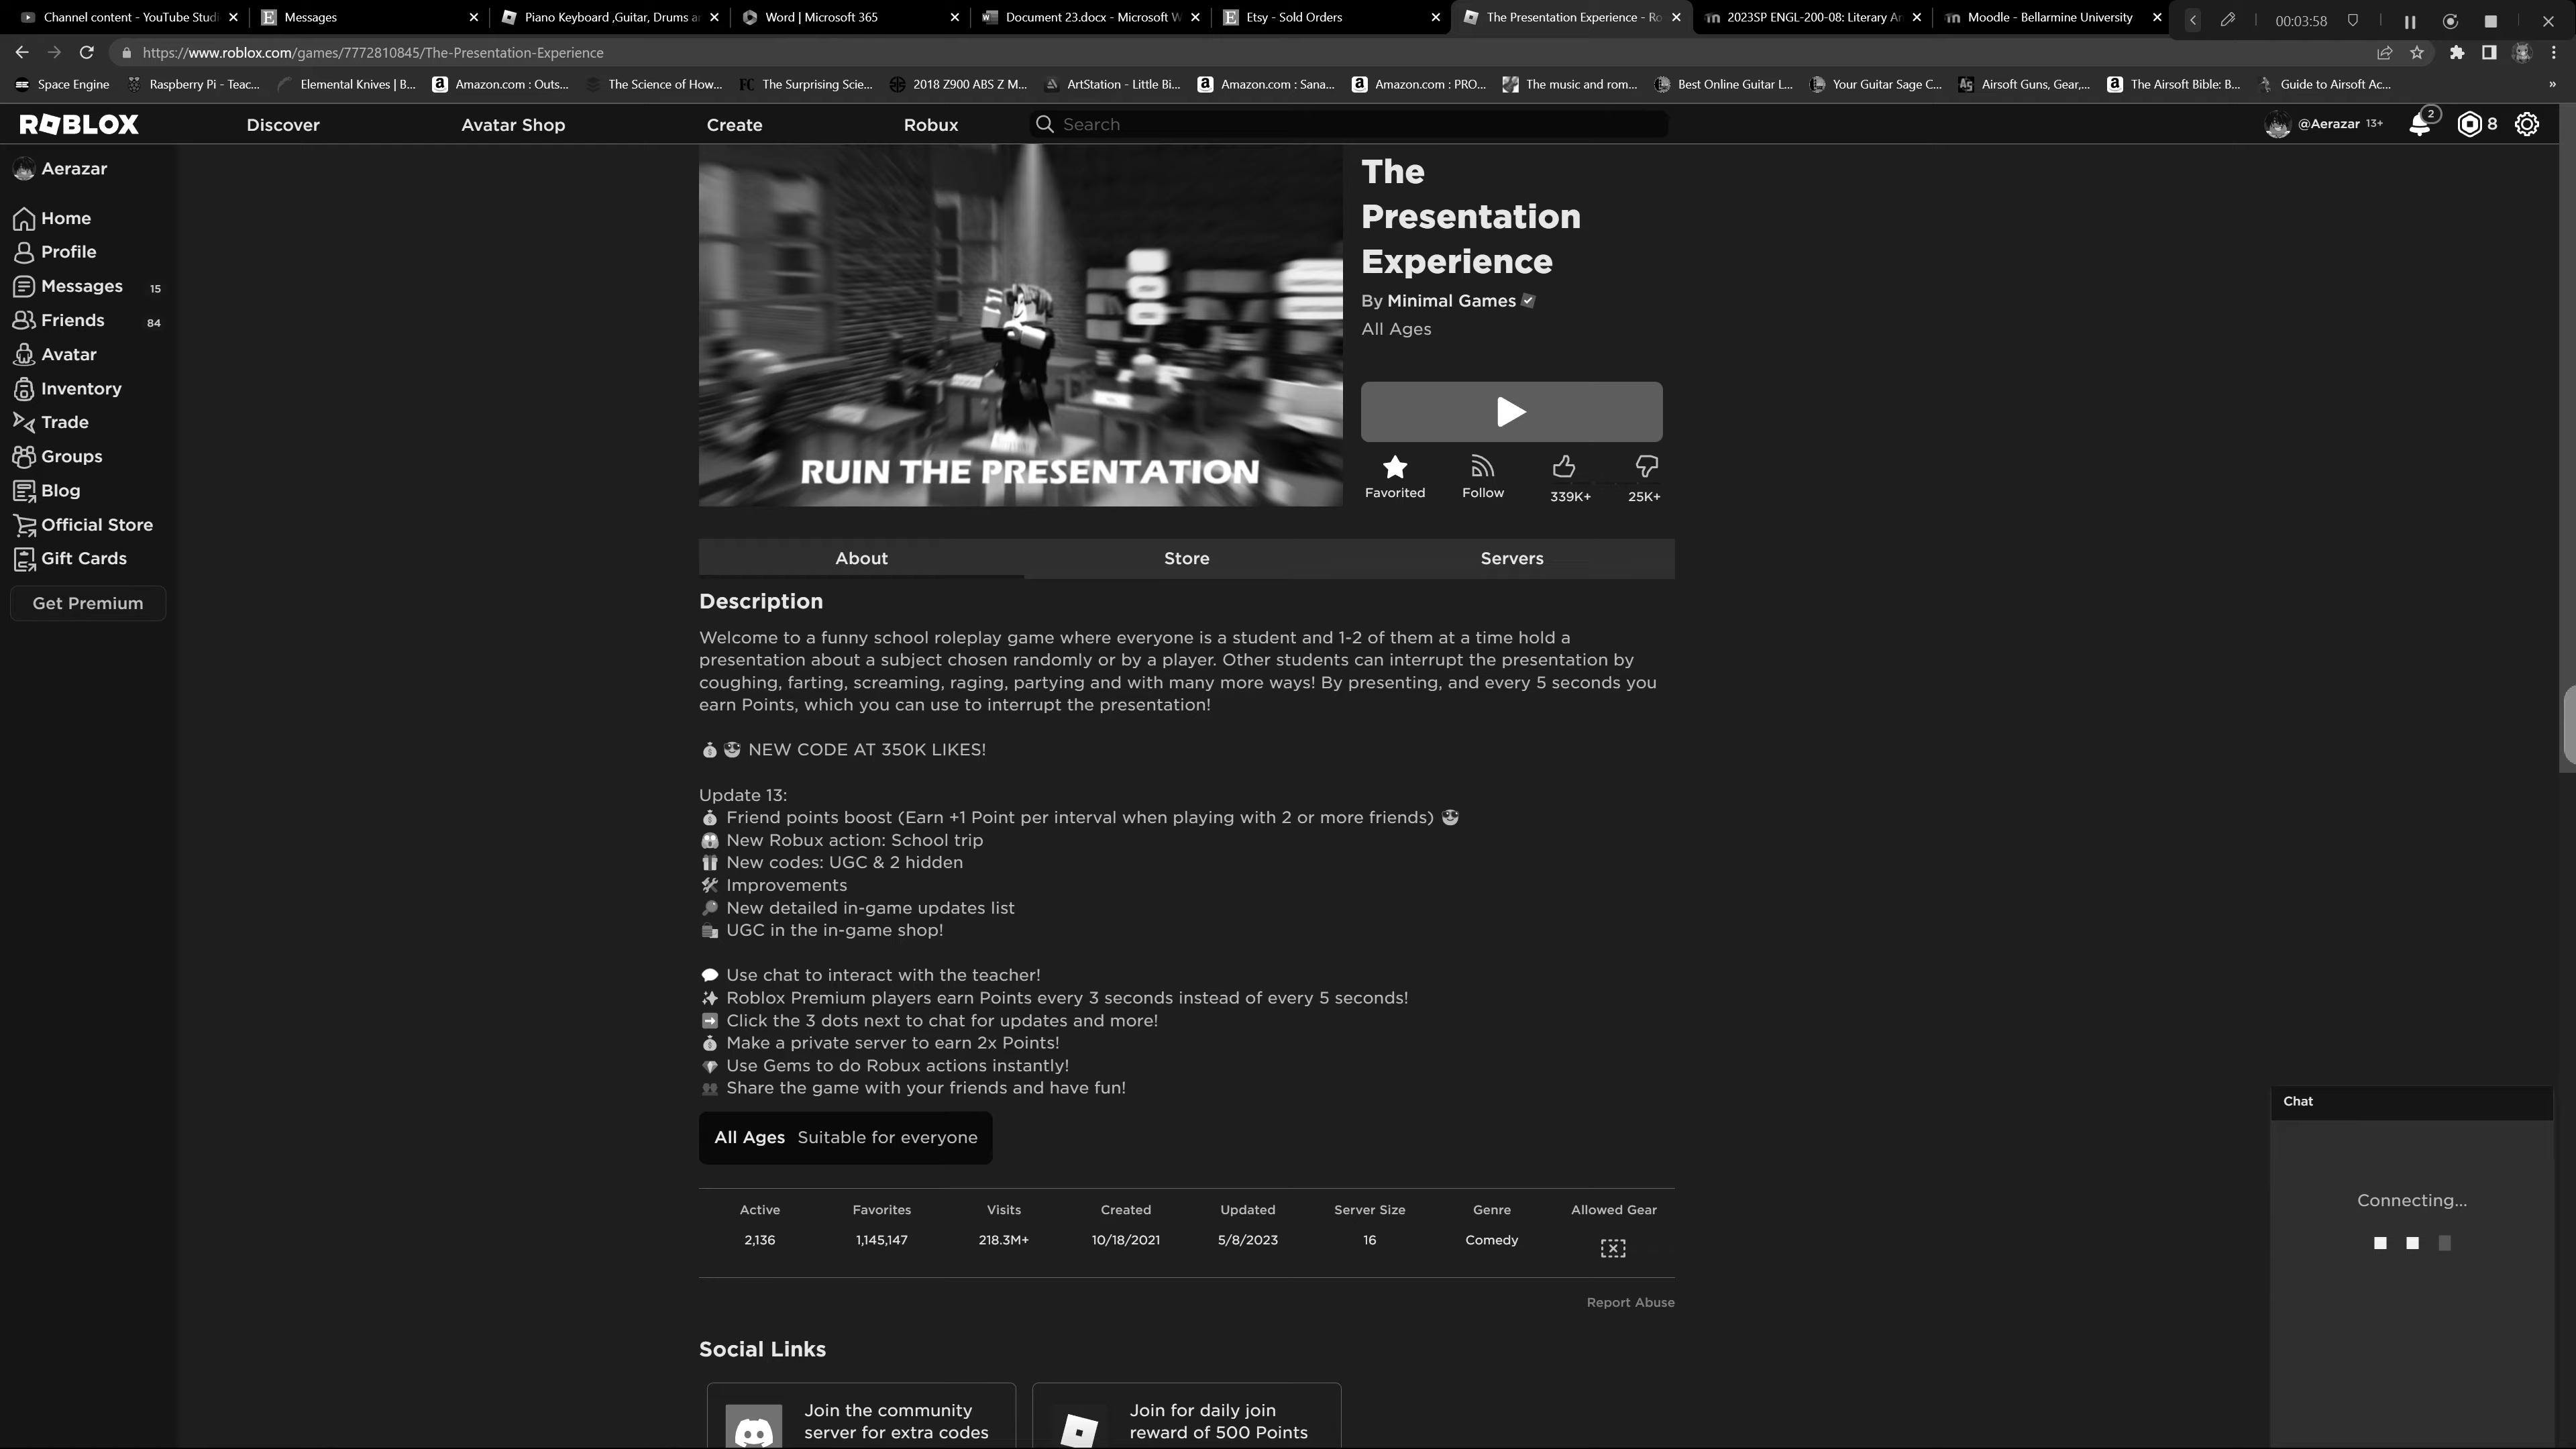 Channel content - YouTube Studi
Messages
Piano Keyboard ,Guitar, Drums a
Word | Microsoft 365
Document 23.docx - Microsoft W
Etsy - Sold Orders
The Presentation Experience - Ro
2023SP ENGL-200-08: Literary Ar
Moodle - Bellarmine University
00:03:58
https://www.roblox.com/games/7772810845/The-Presentation-Experience
Space Engine
Raspberry Pi - Teac...
Elemental Knives | B...
Amazon.com : Outs...
The Science of How...
FC The Surprising Scie...
2018 Z900 ABS Z M...
ArtStation - Little Bi...
Amazon.com : Sana...
Amazon.com : PRO...
The music and rom...
Best Online Guitar L...
Your Guitar Sage C...
Ag Airsoft Guns, Gear,...
The Airsoft Bible: B...
Guide to Airsoft Ac...
»
ROBLOX
Discover
Avatar Shop
Create
Robux
Search
@Aerazar 13+
2
8
Aerazar
Home
Profile
Messages 15
Friends 84
Avatar
Inventory
Trade
Groups
Blog
Official Store
Gift Cards
Get Premium
RUIN THE PRESENTATION
The
Presentation
Experience
By Minimal Games
All Ages
Favorited
Follow
339K+
25K+
About
Store
Servers
Description
Welcome to a funny school roleplay game where everyone is a student and 1-2 of them at a time hold a
presentation about a subject chosen randomly or by a player. Other students can interrupt the presentation by
coughing, farting, screaming, raging, partying and with many more ways! By presenting, and every 5 seconds you
earn Points, which you can use to interrupt the presentation!
NEW CODE AT 350K LIKES!
Update 13:
Friend points boost (Earn +1 Point per interval when playing with 2 or more friends)
New Robux action: School trip
New codes: UGC & 2 hidden
Improvements
New detailed in-game updates list
UGC in the in-game shop!
Use chat to interact with the teacher!
Roblox Premium players earn Points every 3 seconds instead of every 5 seconds!
Click the 3 dots next to chat for updates and more!
Make a private server to earn 2x Points!
Use Gems to do Robux actions instantly!
Share the game with your friends and have fun!
All Ages Suitable for everyone
Active Favorites Visits Created Updated Server Size Genre Allowed Gear
2,136 1,145,147 218.3M+ 10/18/2021 5/8/2023 16 Comedy
Report Abuse
Social Links
Join the community
server for extra codes
Join for daily join
reward of 500 Points
Chat
Connecting...